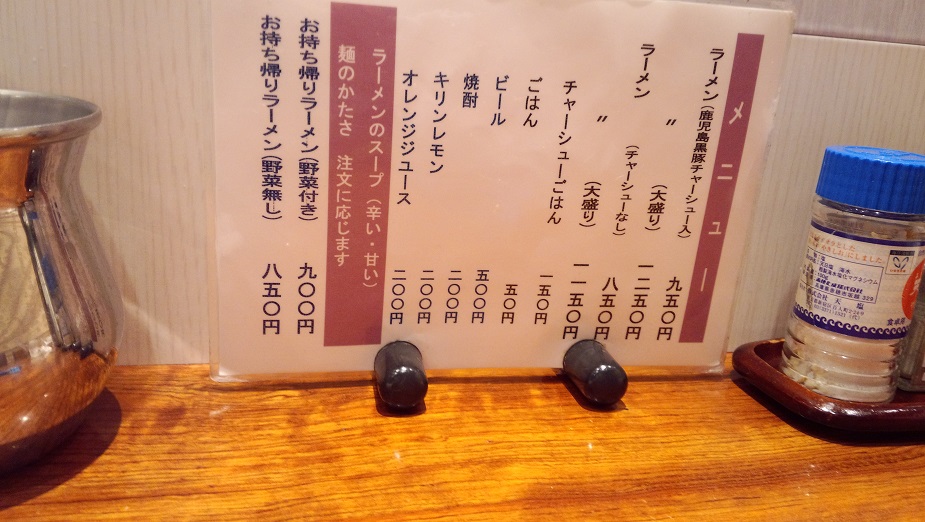 メニュー
ラーメン(鹿児島黒豚チャーシュー入) 九五〇円
〃 (大盛り) 一二五〇円
ラーメン (チャーシューなし) 八五〇円
〃 (大盛り) 一一五〇円
チャーシューごはん 一五〇円
ごはん 五〇円
ビール 五〇〇円
焼酎 二〇〇円
キリンレモン 二〇〇円
オレンジジュース 二〇〇円
ラーメンのスープ(辛い・甘い)
麺のかたさ 注文に応じます
お持ち帰りラーメン(野菜付き) 九〇〇円
お持ち帰りラーメン(野菜無し) 八五〇円